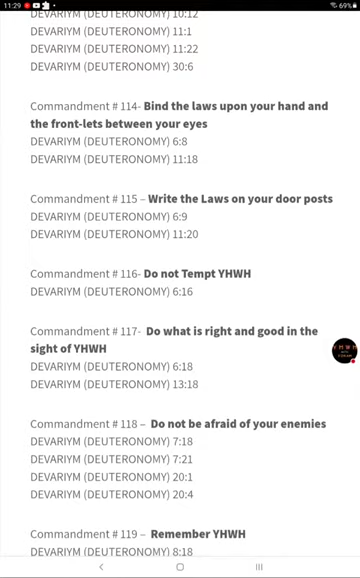 11:29
69%
DEVARIYM (DEUTERONOMY) 10:12
DEVARIYM (DEUTERONOMY) 11:1
DEVARIYM (DEUTERONOMY) 11:22
DEVARIYM (DEUTERONOMY) 30:6
Commandment # 114- Bind the laws upon your hand and
the front-lets between your eyes
DEVARIYM (DEUTERONOMY) 6:8
DEVARIYM (DEUTERONOMY) 11:18
Commandment # 115 – Write the Laws on your door posts
DEVARIYM (DEUTERONOMY) 6:9
DEVARIYM (DEUTERONOMY) 11:20
Commandment # 116- Do not Tempt YHWH
DEVARIYM (DEUTERONOMY) 6:16
Commandment # 117- Do what is right and good in the
sight of YHWH
DEVARIYM (DEUTERONOMY) 6:18
DEVARIYM (DEUTERONOMY) 13:18
Commandment # 118 – Do not be afraid of your enemies
DEVARIYM (DEUTERONOMY) 7:18
DEVARIYM (DEUTERONOMY) 7:21
DEVARIYM (DEUTERONOMY) 20:1
DEVARIYM (DEUTERONOMY) 20:4
Commandment # 119 – Remember YHWH
DEVARIYM (DEUTERONOMY) 8:18